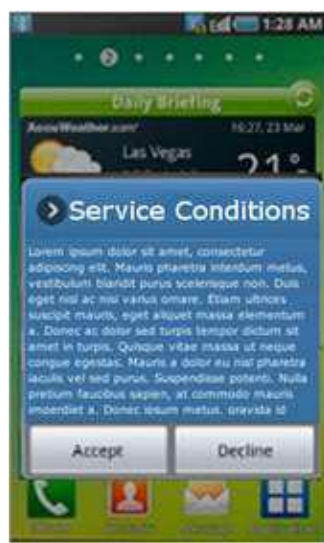 1:28 AM
Daily Briefing
AccuWeather.com 16:27, 23 Mar
Las Vegas
21°
Service Conditions
Lorem ipsum dolor sit amet, consectetur
adipiscing elit. Mauris pharetra interdum metus,
vestibulum blandit purus scelerisque non. Duis
eget nisl ac nisi varius ornare. Etiam ultrices
suscipit mauris, eget aliquet massa elementum
a. Donec ac dolor sed turpis tempor dictum sit
amet in turpis. Quisque vitae massa ut neque
congue egestas. Mauris a dolor eu nisl pharetra
iaculis vel sed purus. Suspendisse potenti. Nulla
pretium faucibus sapien, at commodo mauris
imperdiet a. Donec ipsum metus, gravida id
Accept Decline